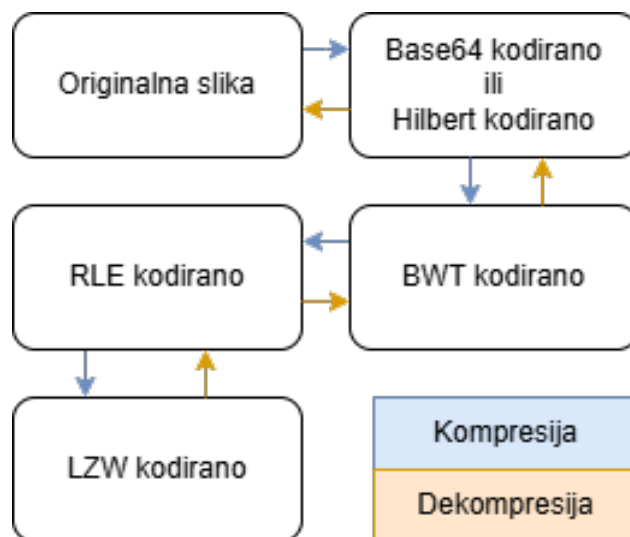 Originalna slika
Base64 kodirano
ili
Hilbert kodirano
RLE kodirano
BWT kodirano
LZW kodirano
Kompresija
Dekompresija